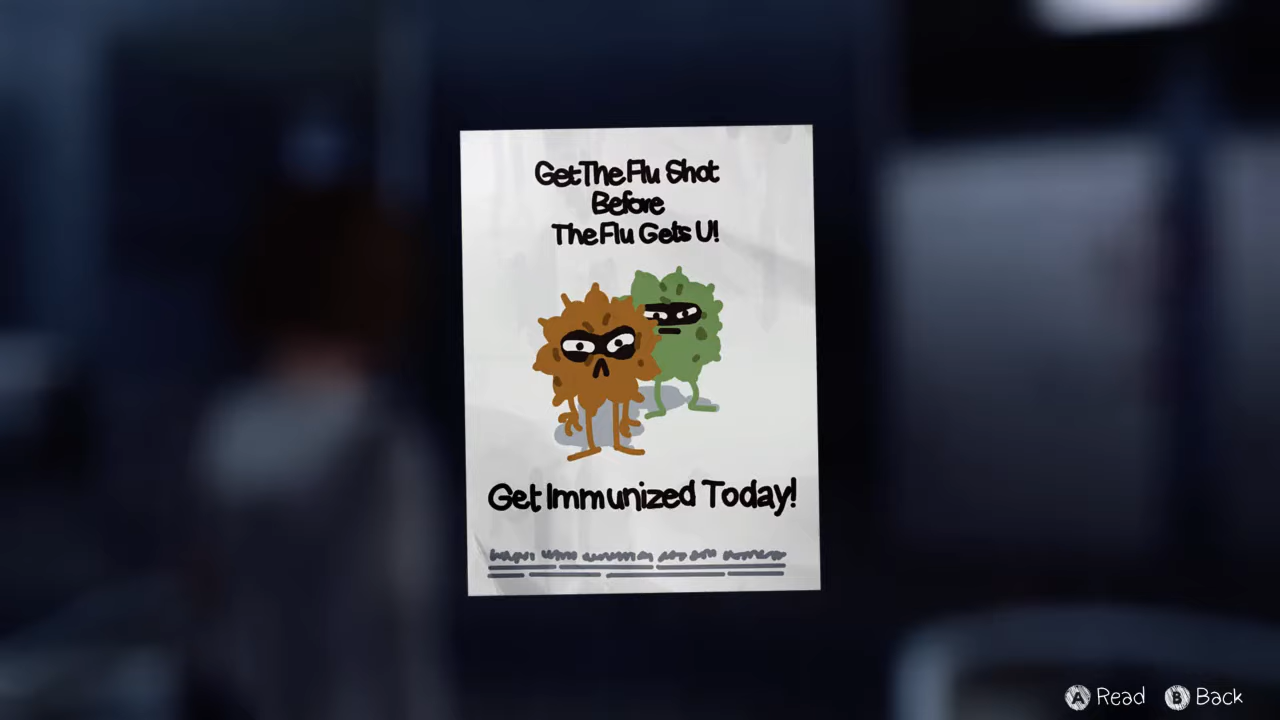 Get The Flu Shot
Before
The Flu Gets U!
Get Immunized Today!
A Read B Back